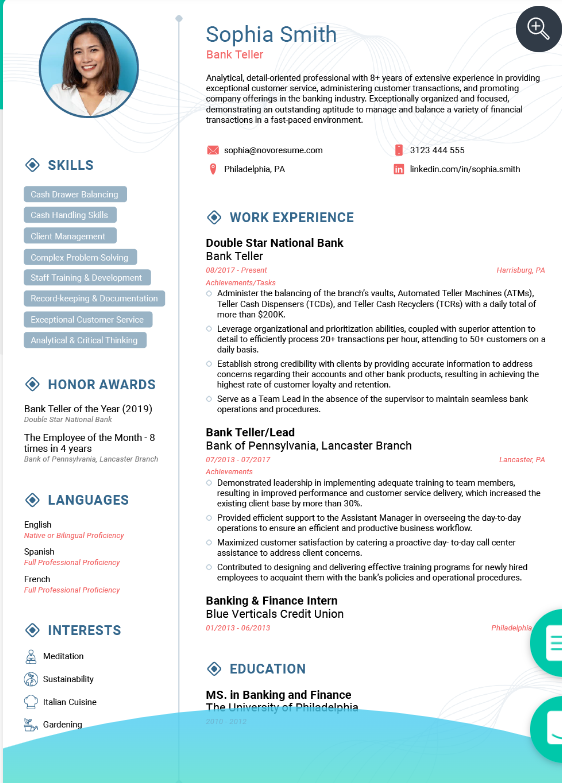 Sophia Smith
Bank Teller
Analytical, detail-oriented professional with 8+ years of extensive experience in providing
exceptional customer service, administering customer transactions, and promoting
company offerings in the banking industry. Exceptionally organized and focused,
demonstrating an outstanding aptitude to manage and balance a variety of financial
transactions in a fast-paced environment.
sophia@novoresume.com
3123 444 555
Philadelphia, PA
linkedin.com/in/sophia.smith
SKILLS
Cash Drawer Balancing
Cash Handling Skills
Client Management
Complex Problem Solving
Staff Training & Development
Record-keeping & Documentation
Exceptional Customer Service
Analytical & Critical Thinking
HONOR AWARDS
Bank Teller of the Year (2019)
Double Star National Bank
The Employee of the Month - 8
times in 4 years
Bank of Pennsylvania, Lancaster Branch
LANGUAGES
English
Native or Bilingual Proficiency
Spanish
Full Professional Proficiency
French
Full Professional Proficiency
INTERESTS
Meditation
Sustainability
Italian Cuisine
Gardening
WORK EXPERIENCE
Double Star National Bank
Bank Teller
08/2017 - Present
Harrisburg, PA
Achievements/Tasks
Administer the balancing of the branch's vaults, Automated Teller Machines (ATMs),
Teller Cash Dispensers (TCDs), and Teller Cash Recyclers (TCRs) with a daily total of
more than $200K.
Leverage organizational and prioritization abilities, coupled with superior attention to
detail to efficiently process 20+ transactions per hour, attending to 50+ customers on a
daily basis.
Establish strong credibility with clients by providing accurate information to address
concerns regarding their accounts and other bank products, resulting in achieving the
highest rate of customer loyalty and retention.
Serve as a Team Lead in the absence of the supervisor to maintain seamless bank
operations and procedures.
Bank Teller/Lead
Bank of Pennsylvania, Lancaster Branch
07/2013 - 07/2017
Lancaster, PA
Achievements
Demonstrated leadership in implementing adequate training to team members,
resulting in improved performance and customer service delivery, which increased the
existing client base by more than 30%.
Provided efficient support to the Assistant Manager in overseeing the day-to-day
operations to ensure an efficient and productive business workflow.
Maximized customer satisfaction by catering a proactive day- to-day call center
assistance to address client concerns.
Contributed to designing and delivering effective training programs for newly hired
employees to acquaint them with the bank's policies and operational procedures.
Banking & Finance Intern
Blue Verticals Credit Union
01/2013 - 06/2013
Philadelphia
EDUCATION
MS. in Banking and Finance
The University of Philadelphia